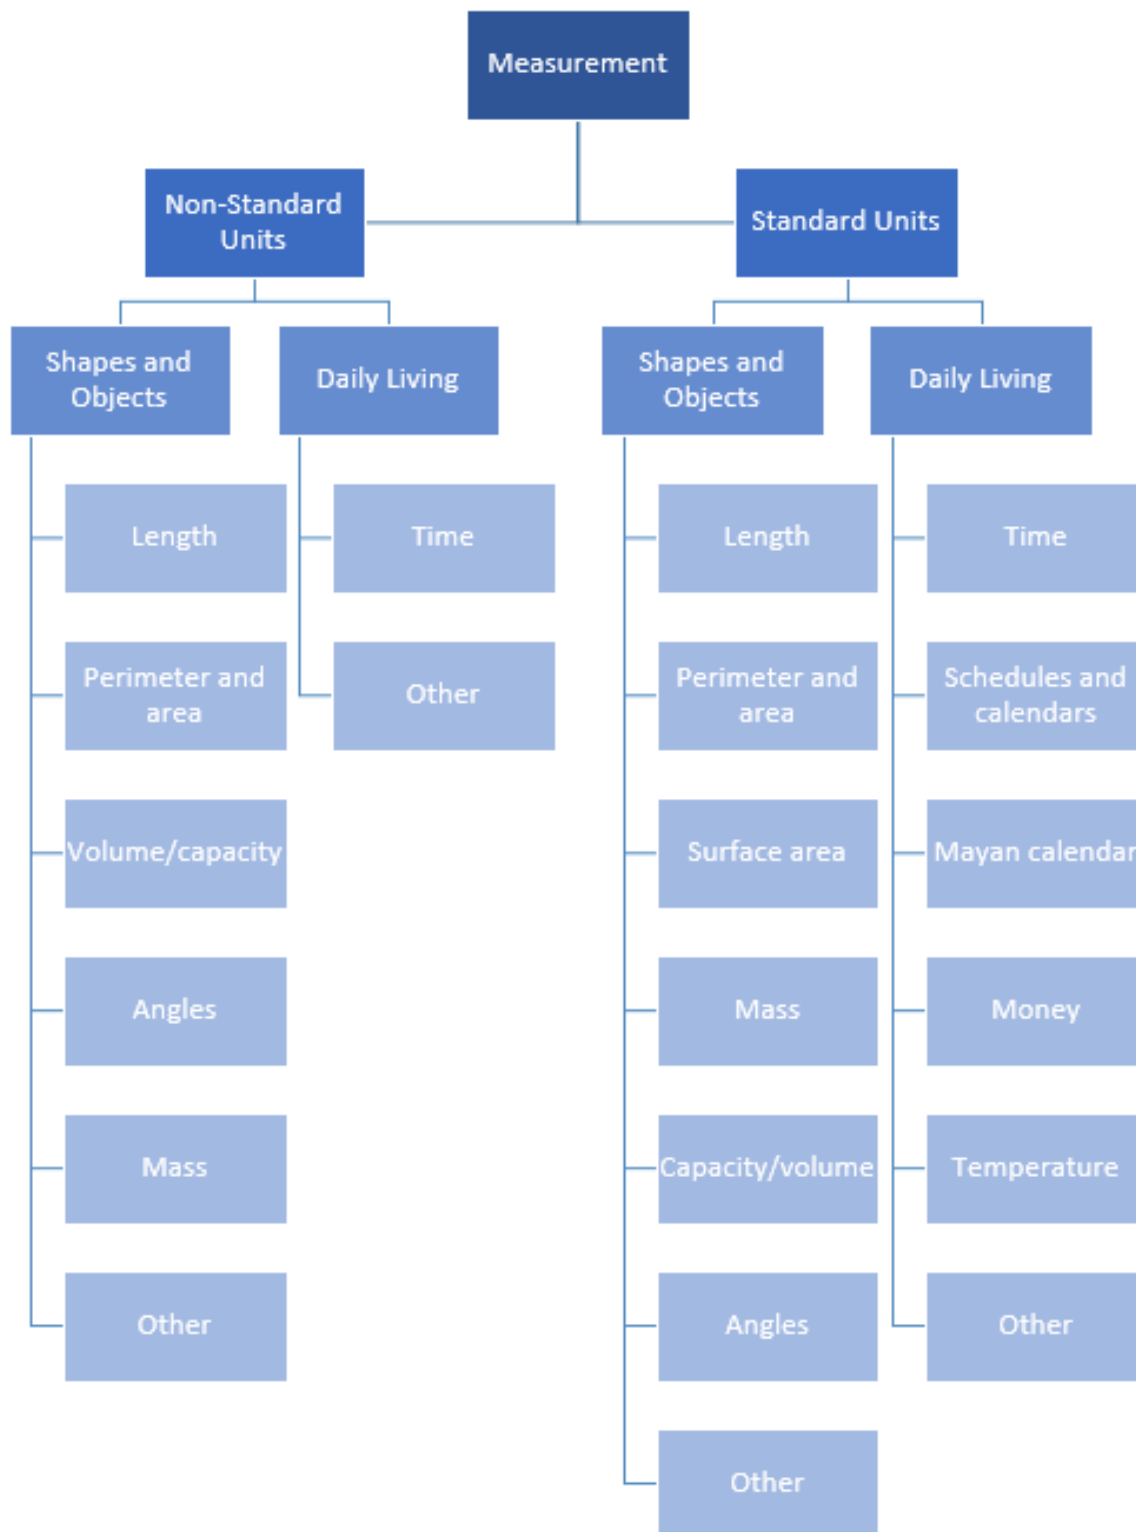 Measurement
Non-Standard
Units
Standard Units
Shapes and
Objects
Daily Living
Shapes and
Objects
Daily Living
Length
Time
Length
Time
Perimeter and
area
Other
Perimeter and
area
Schedules and
calendars
Volume/capacity
Surface area
Mayan calendar
Angles
Mass
Money
Mass
Capacity/volume
Temperature
Other
Angles
Other
Other